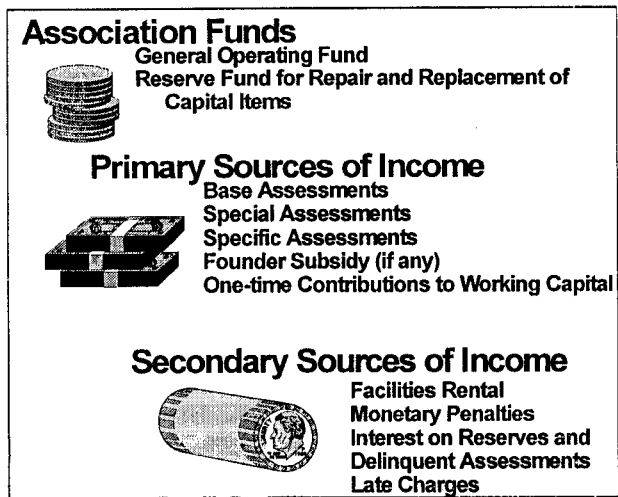 Association Funds
General Operating Fund
Reserve Fund for Repair and Replacement of
Capital Items
Primary Sources of Income
Base Assessments
Special Assessments
Specific Assessments
Founder Subsidy (if any)
One-time Contributions to Working Capital
Secondary Sources of Income
Facilities Rental
Monetary Penalties
Interest on Reserves and
Delinquent Assessments
Late Charges